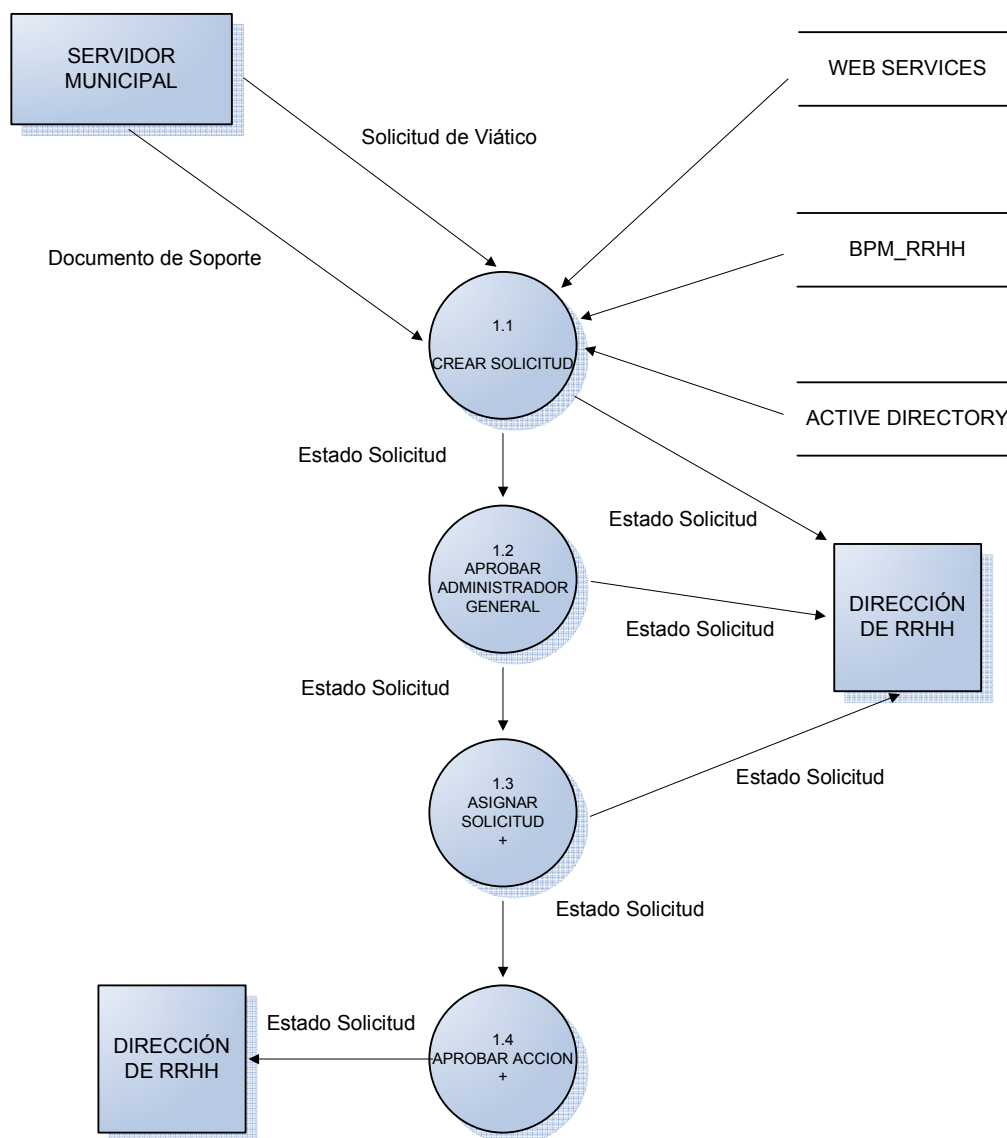 SERVIDOR
MUNICIPAL
WEB SERVICES
Solicitud de Viático
Documento de Soporte
BPM_RRHH
1.1
CREAR SOLICITUD
ACTIVE DIRECTORY
Estado Solicitud
Estado Solicitud
1.2
APROBAR
ADMINISTRADOR
GENERAL
DIRECCIÓN
DE RRHH
Estado Solicitud
Estado Solicitud
1.3
ASIGNAR
SOLICITUD
+
Estado Solicitud
Estado Solicitud
DIRECCIÓN
DE RRHH
Estado Solicitud
1.4
APROBAR ACCION
+